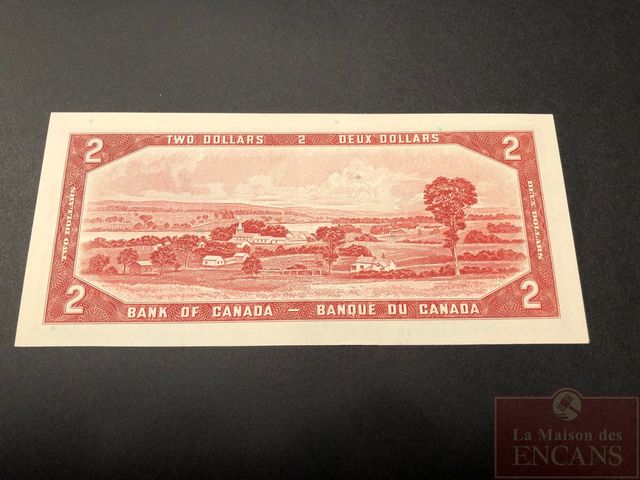 TWO DOLLARS 2 DEUX DOLLARS
2
2
TWO DOLLARS
DEUX DOLLARS
2
2
BANK OF CANADA — BANQUE DU CANADA
La Maison des
ENCANS